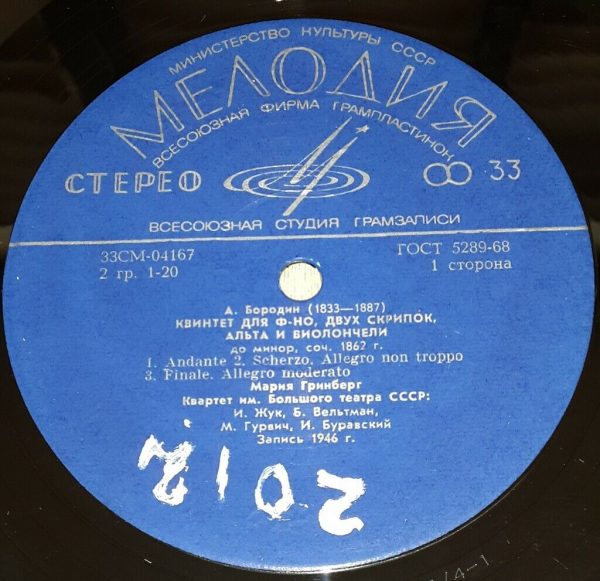 МИНИСТЕРСТВО КУЛЬТУРЫ СССР
МЕЛОДИЯ
ВСЕСОЮЗНАЯ ФИРМА ГРАМПЛАСТИНОК
СТЕРЕО
33
ВСЕСОЮЗНАЯ СТУДИЯ ГРАМЗАПИСИ
33СМ-04167
ГОСТ 5289-68
2 гр. 1-20
1 сторона
А. Бородин (1833—1887)
КВИНТЕТ ДЛЯ Ф-НО, ДВУХ СКРИПОК,
АЛЬТА И ВИОЛОНЧЕЛИ
до минор, соч. 1862 г.
1. Andante 2. Scherzo. Allegro non troppo
3. Finale. Allegro moderato
Мария Гринберг
Квартет им. Большого театра СССР:
И. Жук, Б. Вельтман,
М. Гурвич, И. Буравский
Запись 1946 г.